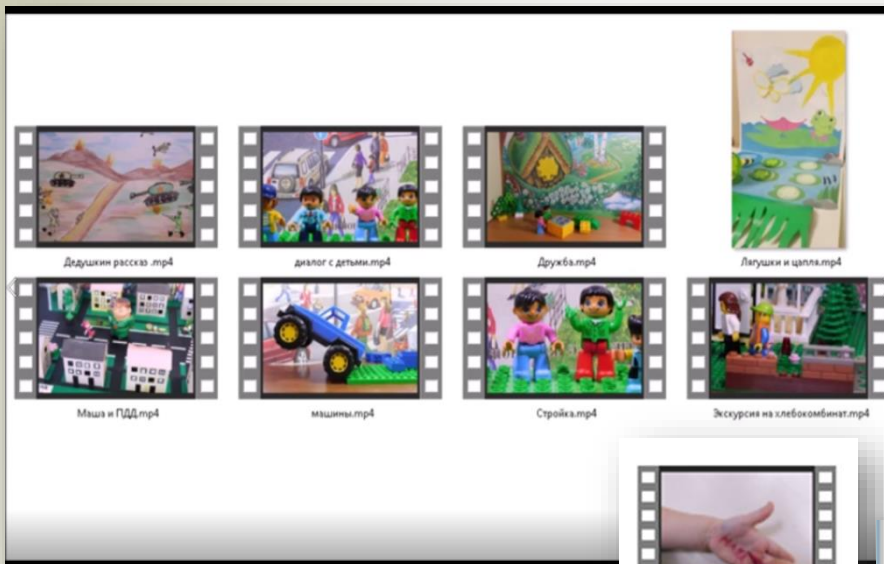 Дедушкин рассказ .mp4
диалог с детьми.mp4
Дружба.mp4
Лягушки и цапля.mp4
Маша и ПДД.mp4
машины.mp4
Стройка.mp4
Экскурсия на хлебокомбинат.mp4